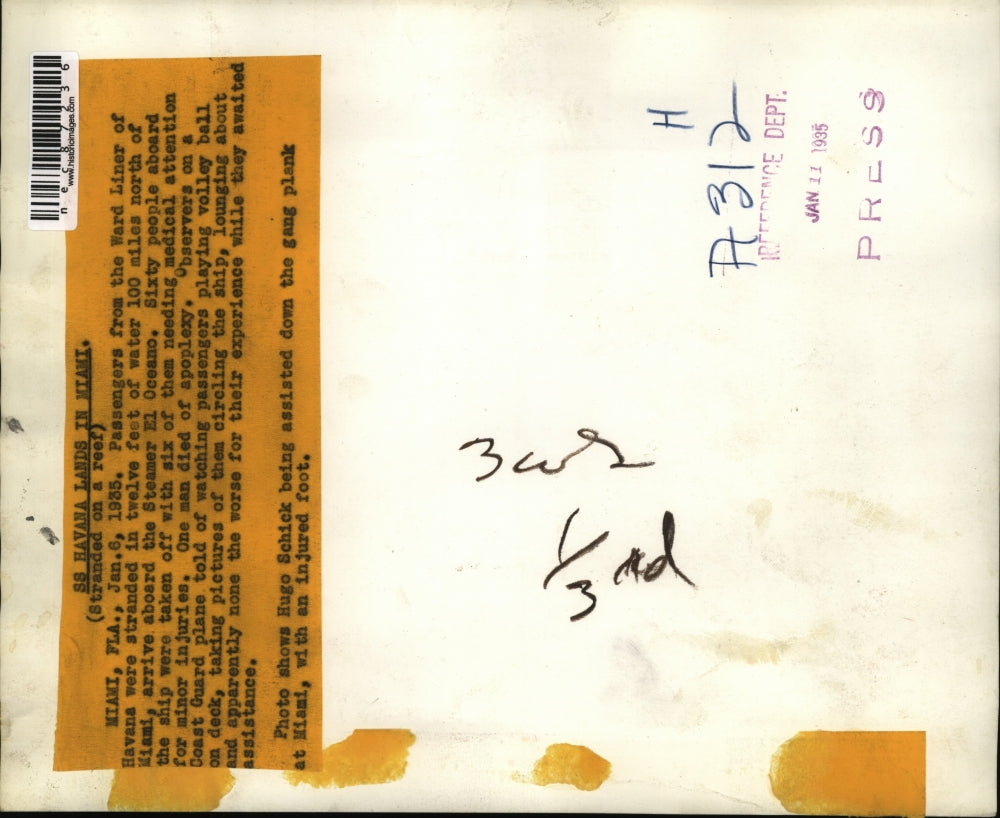 SS HAVANA LANDS IN MIAMI.
(stranded on a reef)
MIAMI, FLA., Jan.6, 1935. Passengers from the Ward Liner of
Havana were stranded in twelve feet of water 100 miles north of
Miami, arrive aboard the Steamer El Oceano. Sixty people aboard
the ship were taken off with six of them needing medical attention
for minor injuries. One man died of apoplexy. Observers on a
Coast Guard plane told of watching passengers playing volley ball
on deck, taking pictures of them circling the ship, lounging about
and apparently none the worse for their experience while they awaited
assistance.
Photo shows Hugo Schick being assisted down the gang plank
at Miami, with an injured foot.
nec87236
www.historicimages.com
H
A312
REFERENCE DEPT.
JAN 11 1935
PRESS
3
1/3 rd